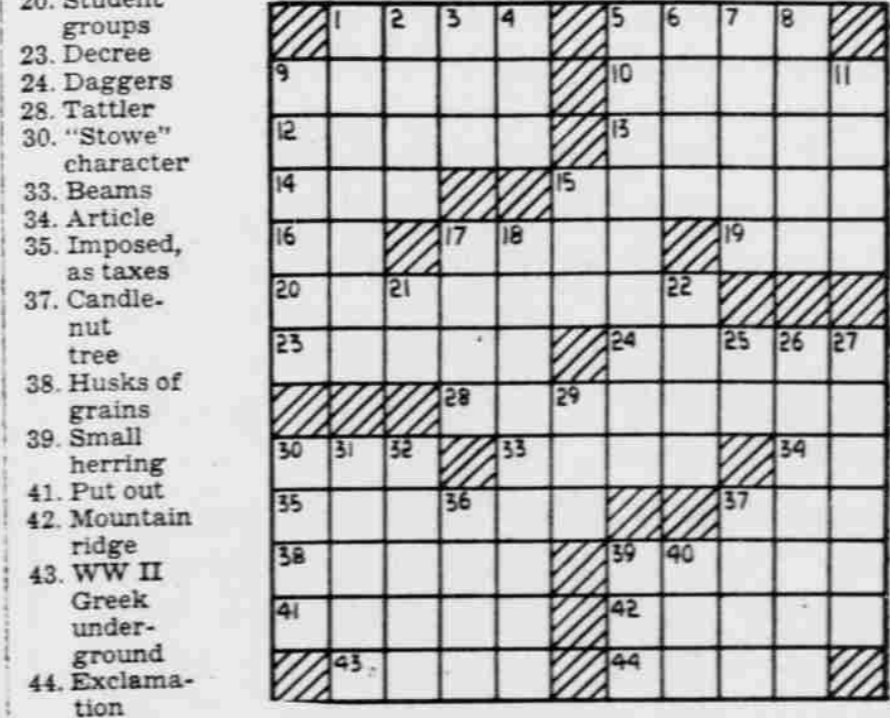 20. Student
groups
23. Decree
24. Daggers
28. Tattler
30. "Stowe"
character
33. Beams
34. Article
35. Imposed,
as taxes
37. Candle-
nut
tree
38. Husks of
grains
39. Small
herring
41. Put out
42. Mountain
ridge
43. WW II
Greek
under-
ground
44. Exclama-
tion
1 2 3 4 5 6 7 8
9 10 11
12 13
14 15
16 17 18 19
20 21 22
23 24 25 26 27
28 29
30 31 32 33 34
35 36 37
38 39 40
41 42
43 44